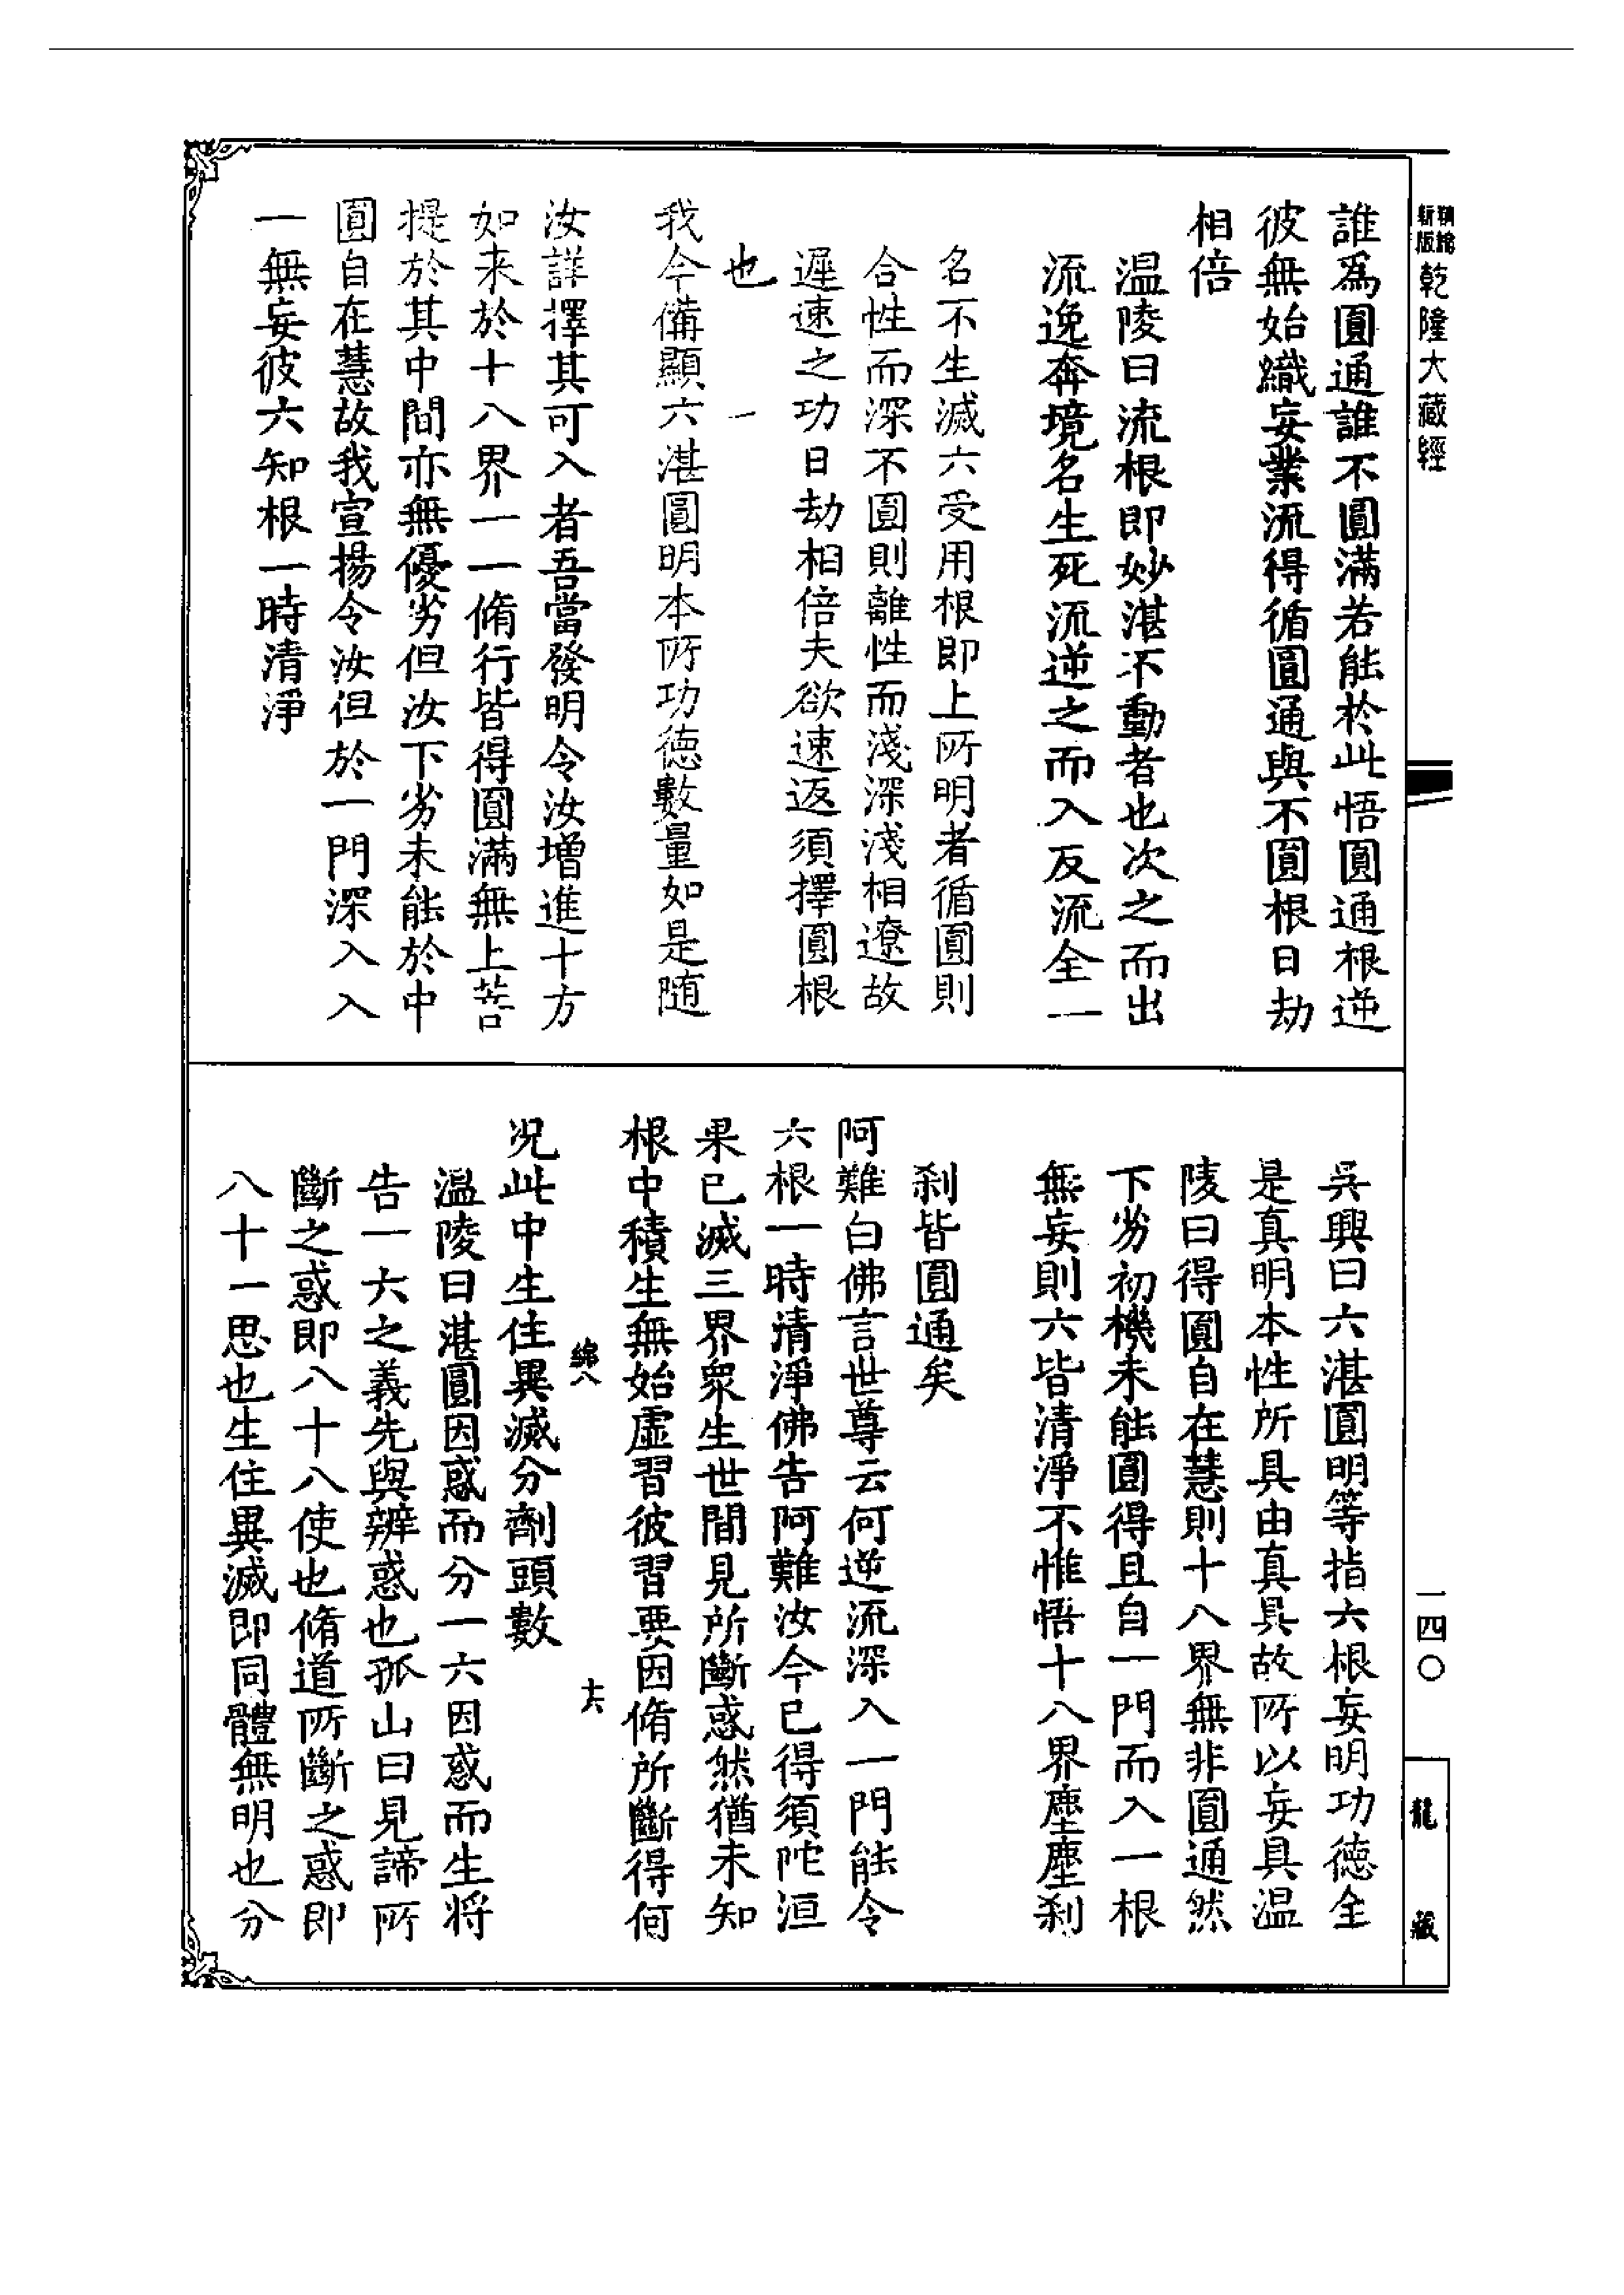 乾隆大藏經
誰爲圓通誰不圓滿若能於此悟圓通根逆
彼無始織妄業流得循圓通與不圓根日劫
相倍
温陵曰流根即妙湛不動者也次之而出
流逸奔境名生死流逆之而入反流全一
名不生滅六受用根即上所明者循圓則
合性而深不圓則離性而淺深淺相遼故
遲速之功日劫相倍夫欲速返須擇圓根
也
我今備顯六湛圓明本所功德數量如是随
汝詳擇其可入者吾當發明令汝增進十方
如来於十八界一一脩行皆得圓滿無上菩
提於其中間亦無優劣但汝下劣未能於中
圓自在慧故我宣揚令汝但於一門深入入
一無妄彼六知根一時清淨
吳興曰六湛圓明等指六根妄明功德全
是真明本性所具由真具故所以妄具温
陵曰得圓自在慧則十八界無非圓通然
下劣初機未能圓得且自一門而入一根
無妄則六皆清淨不惟悟十八界塵塵刹
刹皆圓通矣
阿難白佛言世尊云何逆流深入一門能令
六根一時清淨佛告阿難汝今已得須陀洹
果已滅三界衆生世間見所斷惑然猶未知
根中積生無始虛習彼習要因脩所斷得何
綿八
十六
况此中生住異滅分劑頭數
温陵曰湛圓因惑而分一六因惑而生将
告一六之義先與辨惑也孤山曰見諦所
斷之惑即八十八使也脩道所斷之惑即
八十一思也生住異滅即同體無明也分
一四〇
龍藏